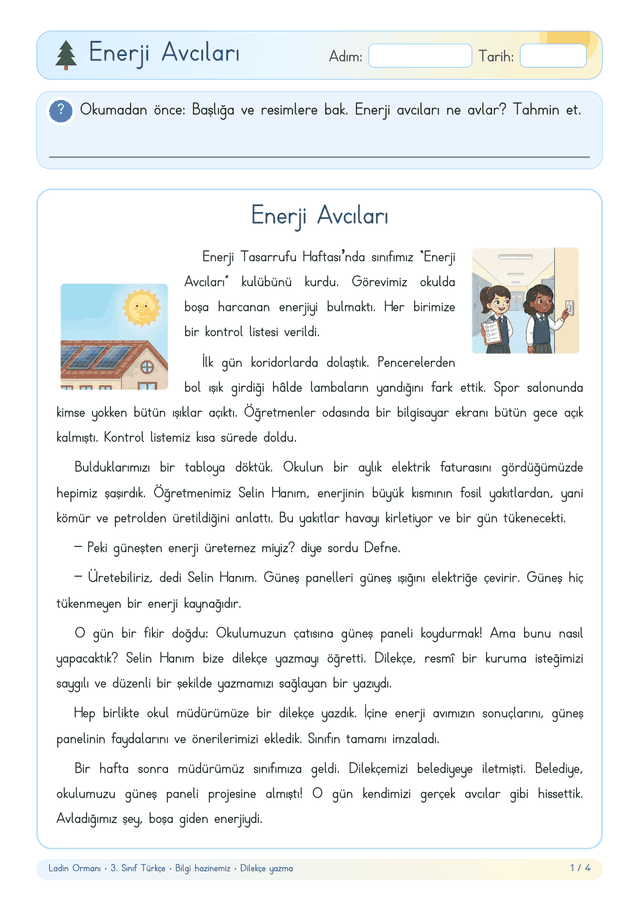 Enerji Avcıları
Adım:
Tarih:
? Okumadan önce: Başlığa ve resimlere bak. Enerji avcıları ne avlar? Tahmin et.
Enerji Avcıları
Enerji Tasarrufu Haftası’nda sınıfımız “Enerji
Avcıları” kulübünü kurdu. Görevimiz okulda
boşa harcanan enerjiyi bulmaktı. Her birimize
bir kontrol listesi verildi.
İlk gün koridorlarda dolaştık. Pencerelerden
bol ışık girdiği hâlde lambaların yandığını fark ettik. Spor salonunda
kimse yokken bütün ışıklar açıktı. Öğretmenler odasında bir bilgisayar ekranı bütün gece açık
kalmıştı. Kontrol listemiz kısa sürede doldu.
Bulduklarımızı bir tabloya döktük. Okulun bir aylık elektrik faturasını gördüğümüzde
hepimiz şaşırdık. Öğretmenimiz Selin Hanım, enerjinin büyük kısmının fosil yakıtlardan, yani
kömür ve petrolden üretildiğini anlattı. Bu yakıtlar havayı kirletiyor ve bir gün tükenecekti.
– Peki güneşten enerji üretemez miyiz? diye sordu Defne.
– Üretebiliriz, dedi Selin Hanım. Güneş panelleri güneş ışığını elektriğe çevirir. Güneş hiç
tükenmeyen bir enerji kaynağıdır.
O gün bir fikir doğdu: Okulumuzun çatısına güneş paneli koydurmak! Ama bunu nasıl
yapacaktık? Selin Hanım bize dilekçe yazmayı öğretti. Dilekçe, resmî bir kuruma isteğimizi
saygılı ve düzenli bir şekilde yazmamızı sağlayan bir yazıydı.
Hep birlikte okul müdürümüze bir dilekçe yazdık. İçine enerji avımızın sonuçlarını, güneş
panelinin faydalarını ve önerilerimizi ekledik. Sınıfın tamamı imzaladı.
Bir hafta sonra müdürümüz sınıfımıza geldi. Dilekçemizi belediyeye iletmişti. Belediye,
okulumuzu güneş paneli projesine almıştı! O gün kendimizi gerçek avcılar gibi hissettik.
Avladığımız şey, boşa giden enerjiydi.
Ladin Ormanı • 3. Sınıf Türkçe • Bilgi hazinemiz • Dilekçe yazma
1 / 4